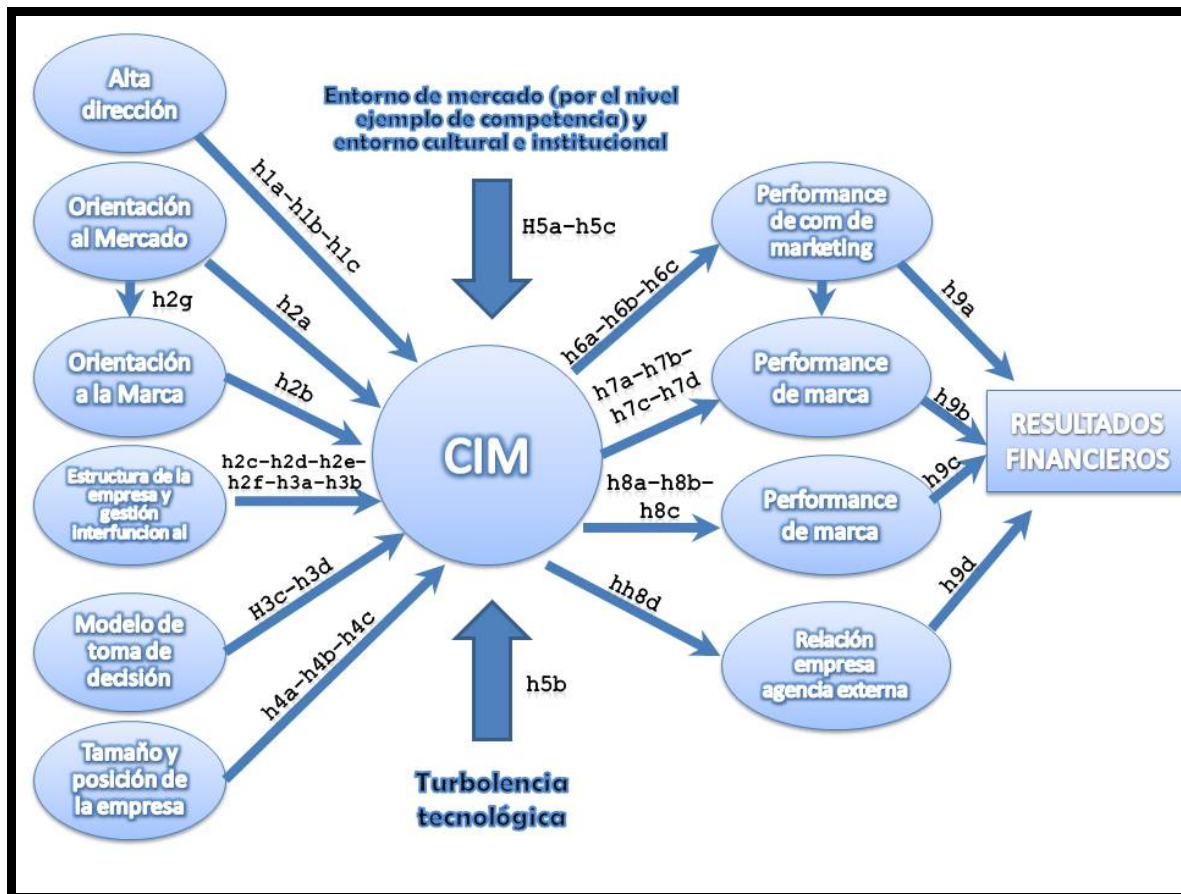 Alta
dirección
Entorno de mercado (por el nivel
ejemplo de competencia) y
entorno cultural e institucional
h1a-h1b-h1c
H5a-h5c
Orientación
al Mercado
h2g
h2a
Performance
de com de
marketing
h6a-h6b-h6c
h9a
Orientación
a la Marca
h2b
h7a-h7b-
h7c-h7d
Performance
de marca
h9b
CIM
RESULTADOS
FINANCIEROS
Estructura de la
empresa y
gestión
interfuncion al
h2c-h2d-h2e-
h2f-h3a-h3b
h8a-h8b-
h8c
Performance
de marca
h9c
Modelo de
toma de
decisión
H3c-h3d
hh8d
Relación
empresa
agencia externa
h9d
Tamaño y
posición de
la empresa
h4a-h4b-h4c
h5b
Turbolencia
tecnológica